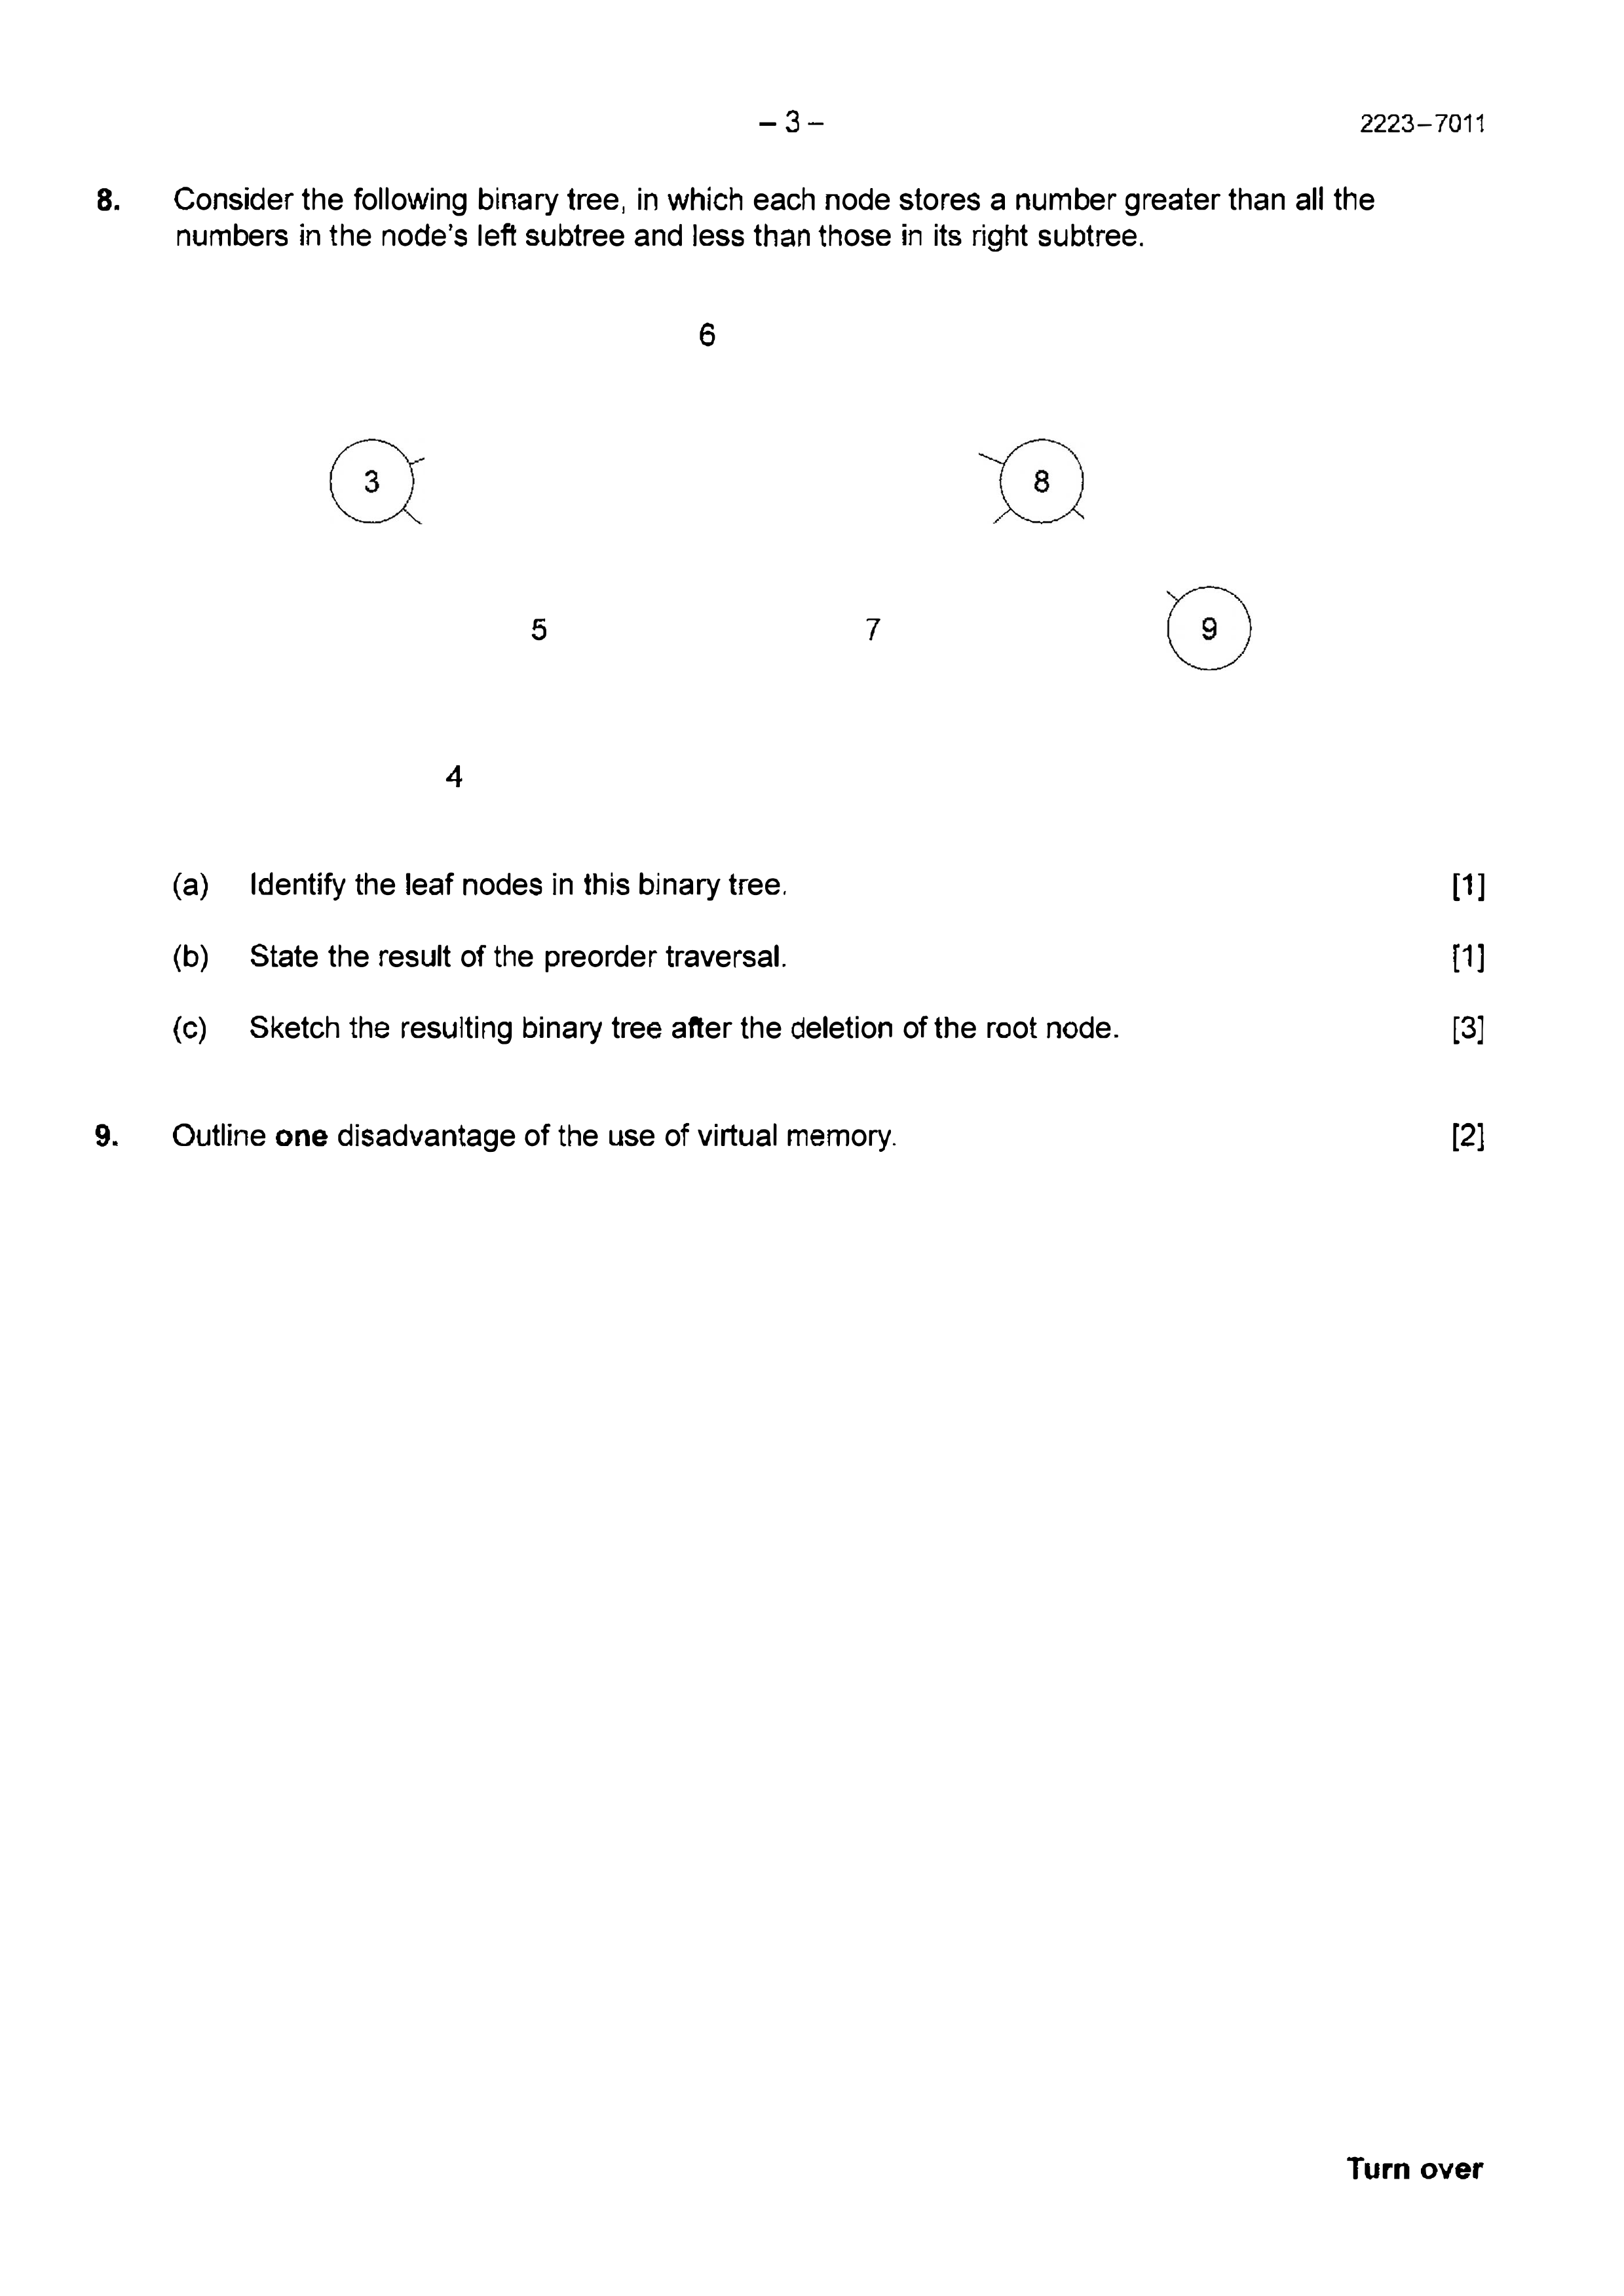 – 3 –
2223–7011
8. Consider the following binary tree, in which each node stores a number greater than all the
numbers in the node's left subtree and less than those in its right subtree.
6
3
8
5
7
9
4
(a) Identify the leaf nodes in this binary tree. [1]
(b) State the result of the preorder traversal. [1]
(c) Sketch the resulting binary tree after the deletion of the root node. [3]
9. Outline one disadvantage of the use of virtual memory. [2]
Turn over